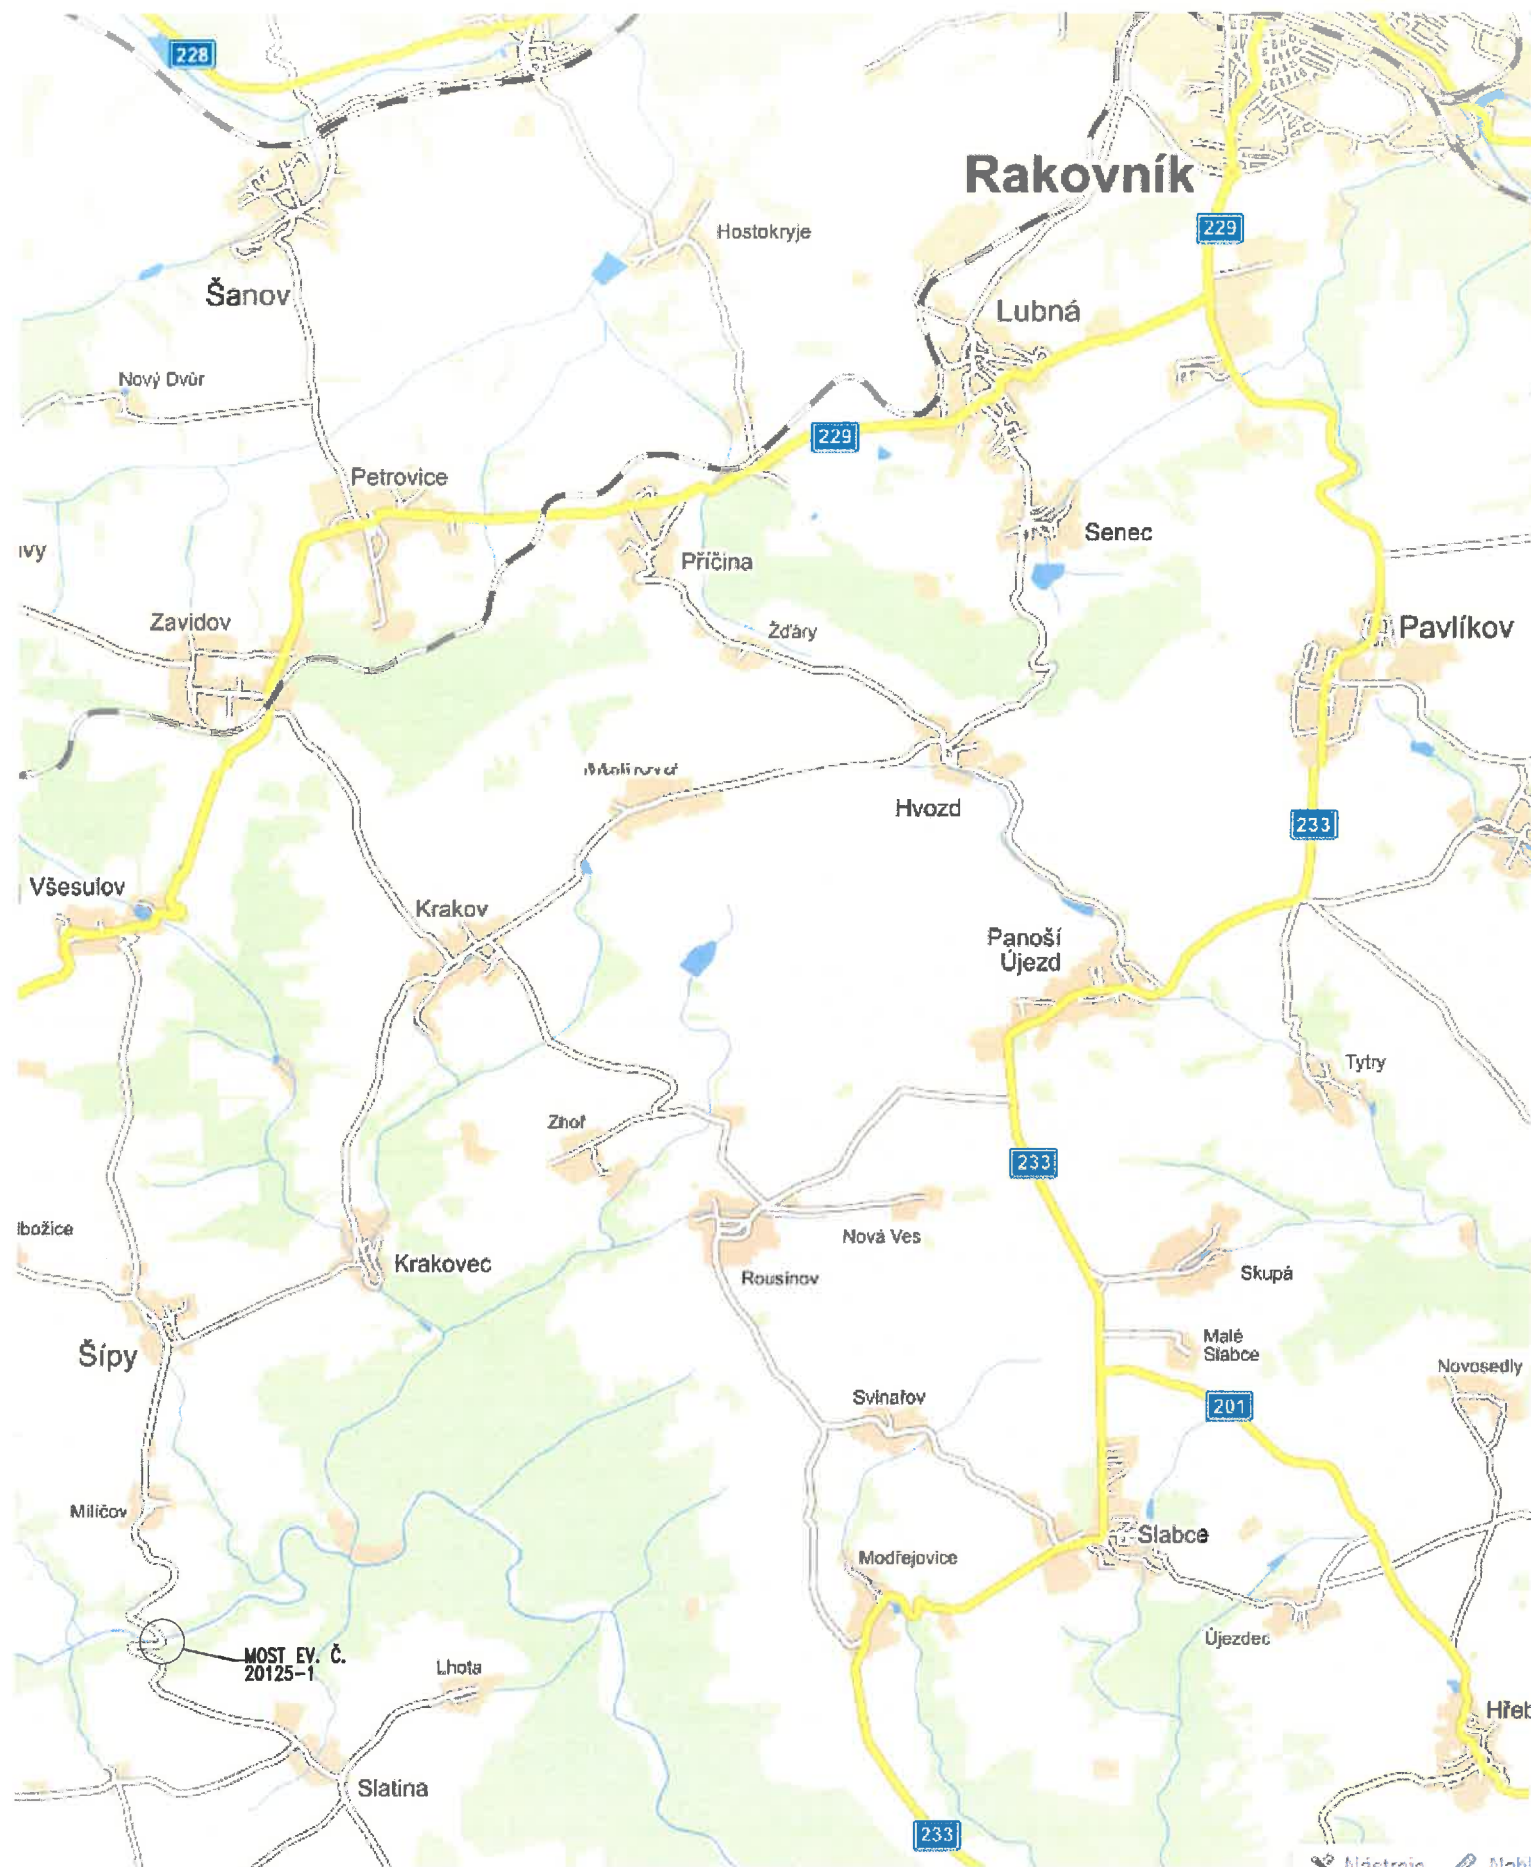 228
Rakovník
229
Hostokryje
Šanov
Lubná
Nový Dvůr
229
Petrovice
Senec
Příčina
Zavidov
Žďáry
Pavlíkov
Hvozd
233
Všesulov
Krakov
Panoší
Újezd
Tytry
Zhoř
233
Nová Ves
Krakovec
Rousínov
Skupá
Šípy
Malé
Slabce
Novosedly
Svinařov
201
Milíčov
Slabce
Modřejovice
Újezdec
MOST EV. Č.
20125-1
Lhota
Slatina
233